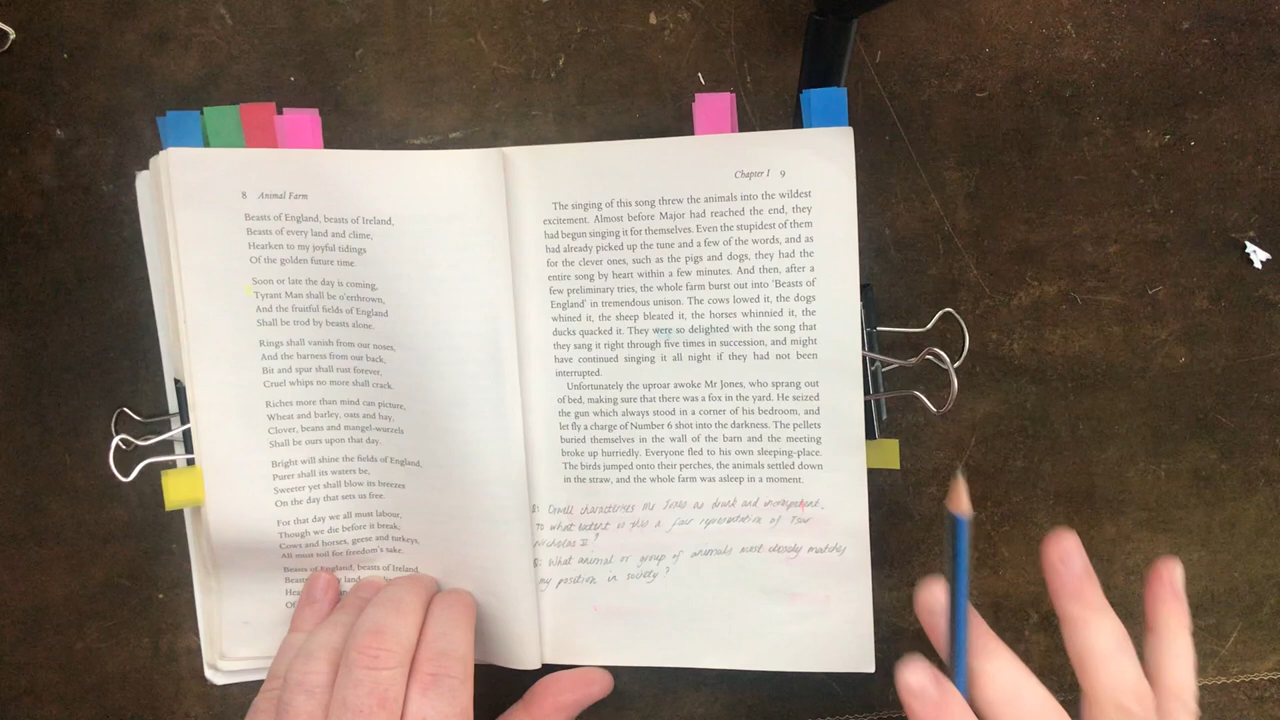 8 Animal Farm
Beasts of England, beasts of Ireland,
Beasts of every land and clime,
Hearken to my joyful tidings
Of the golden future time.
Soon or late the day is coming,
Tyrant Man shall be o'erthrown,
And the fruitful fields of England
Shall be trod by beasts alone.
Rings shall vanish from our noses,
And the harness from our back,
Bit and spur shall rust forever,
Cruel whips no more shall crack.
Riches more than mind can picture,
Wheat and barley, oats and hay,
Clover, beans and mangel-wurzels
Shall be ours upon that day.
Bright will shine the fields of England,
Purer shall its waters be,
Sweeter yet shall blow its breezes
On the day that sets us free.
For that day we all must labour,
Though we die before it break;
Cows and horses, geese and turkeys,
All must toil for freedom's sake.
Beasts of England, beasts of Ireland,
Beasts land
Of
Chapter I 9
The singing of this song threw the animals into the wildest
excitement. Almost before Major had reached the end, they
had begun singing it for themselves. Even the stupidest of them
had already picked up the tune and a few of the words, and as
for the clever ones, such as the pigs and dogs, they had the
entire song by heart within a few minutes. And then, after a
few preliminary tries, the whole farm burst out into 'Beasts of
England' in tremendous unison. The cows lowed it, the dogs
whined it, the sheep bleated it, the horses whinnied it, the
ducks quacked it. They were so delighted with the song that
they sang it right through five times in succession, and might
have continued singing it all night if they had not been
interrupted.
Unfortunately the uproar awoke Mr Jones, who sprang out
of bed, making sure that there was a fox in the yard. He seized
the gun which always stood in a corner of his bedroom, and
let fly a charge of Number 6 shot into the darkness. The pellets
buried themselves in the wall of the barn and the meeting
broke up hurriedly. Everyone fled to his own sleeping-place.
The birds jumped onto their perches, the animals settled down
in the straw, and the whole farm was asleep in a moment.
Orwell characterises Mr Jones as drunk and incompetent.
To what extent is this a fair representation of Tsar
Nicholas II?
Q: What animal or group of animals most closely matches
my position in society?